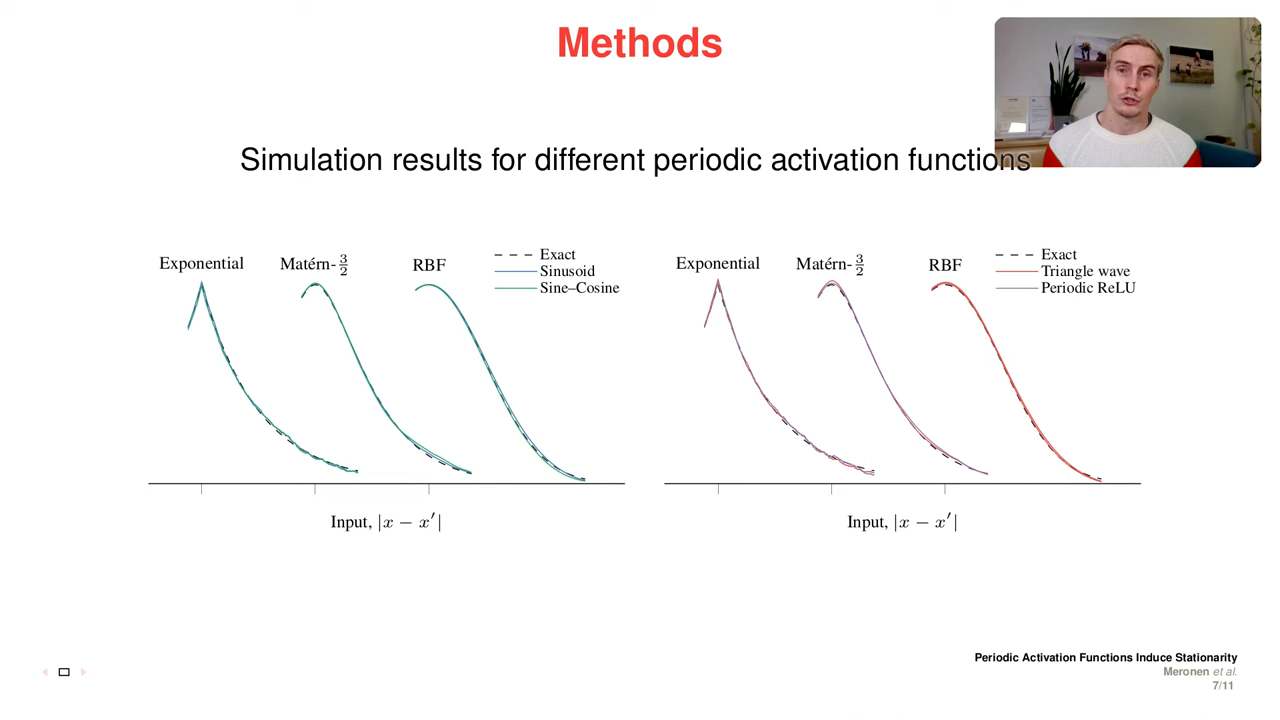 Methods
Simulation results for different periodic activation functions
Exponential
Matérn-3/2
RBF
Exact
Sinusoid
Sine–Cosine
Input, |x − x′|
Exponential
Matérn-3/2
RBF
Exact
Triangle wave
Periodic ReLU
Input, |x − x′|
Periodic Activation Functions Induce Stationarity
Meronen et al.
7/11